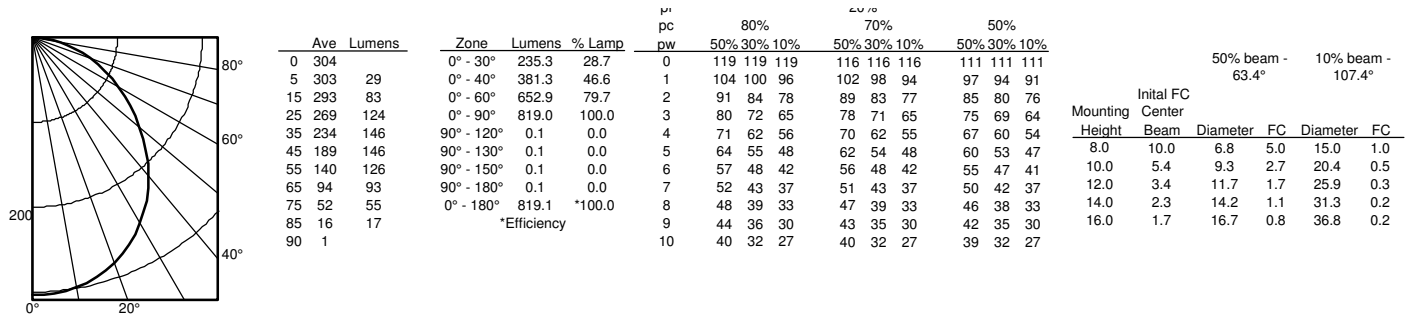 80°
60°
200
40°
0° 20°
Ave Lumens
0 304
5 303 29
15 293 83
25 269 124
35 234 146
45 189 146
55 140 126
65 94 93
75 52 55
85 16 17
90 1
Zone Lumens % Lamp
0° - 30° 235.3 28.7
0° - 40° 381.3 46.6
0° - 60° 652.9 79.7
0° - 90° 819.0 100.0
90° - 120° 0.1 0.0
90° - 130° 0.1 0.0
90° - 150° 0.1 0.0
90° - 180° 0.1 0.0
0° - 180° 819.1 *100.0
*Efficiency
20%
pc 80% 70% 50%
pw 50% 30% 10% 50% 30% 10% 50% 30% 10%
0 119 119 119 116 116 116 111 111 111
1 104 100 96 102 98 94 97 94 91
2 91 84 78 89 83 77 85 80 76
3 80 72 65 78 71 65 75 69 64
4 71 62 56 70 62 55 67 60 54
5 64 55 48 62 54 48 60 53 47
6 57 48 42 56 48 42 55 47 41
7 52 43 37 51 43 37 50 42 37
8 48 39 33 47 39 33 46 38 33
9 44 36 30 43 35 30 42 35 30
10 40 32 27 40 32 27 39 32 27
50% beam - 10% beam -
63.4° 107.4°
Inital FC
Mounting Center
Height Beam Diameter FC Diameter FC
8.0 10.0 6.8 5.0 15.0 1.0
10.0 5.4 9.3 2.7 20.4 0.5
12.0 3.4 11.7 1.7 25.9 0.3
14.0 2.3 14.2 1.1 31.3 0.2
16.0 1.7 16.7 0.8 36.8 0.2